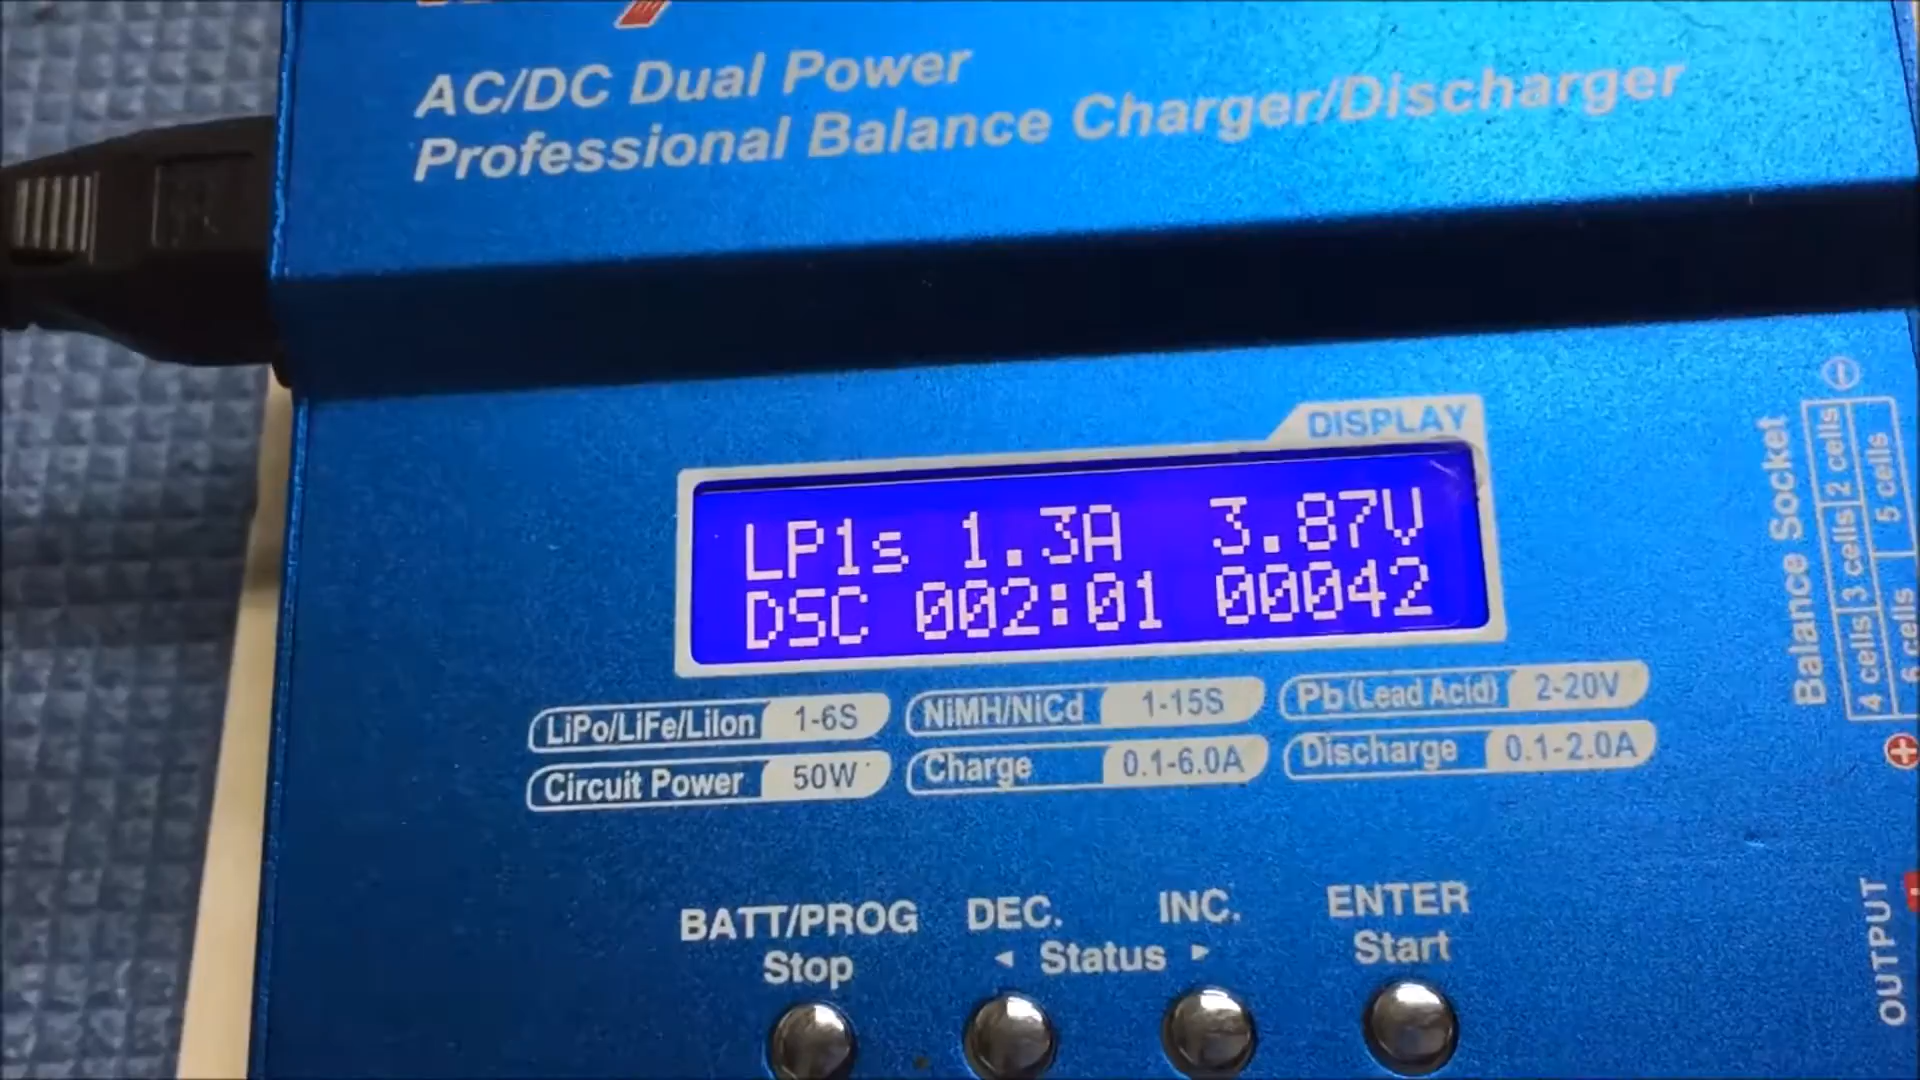 AC/DC Dual Power
Professional Balance Charger/Discharger
DISPLAY
LP1s 1.3A 3.87V
DSC 002:01 00042
LiPo/LiFe/LiIon 1-6S
NiMH/NiCd 1-15S
Pb(Lead Acid) 2-20V
Circuit Power 50W
Charge 0.1-6.0A
Discharge 0.1-2.0A
BATT/PROG
Stop
DEC.
INC.
◄ Status ►
ENTER
Start
Balance Socket
2 cells
3 cells
4 cells
5 cells
6 cells
OUTPUT